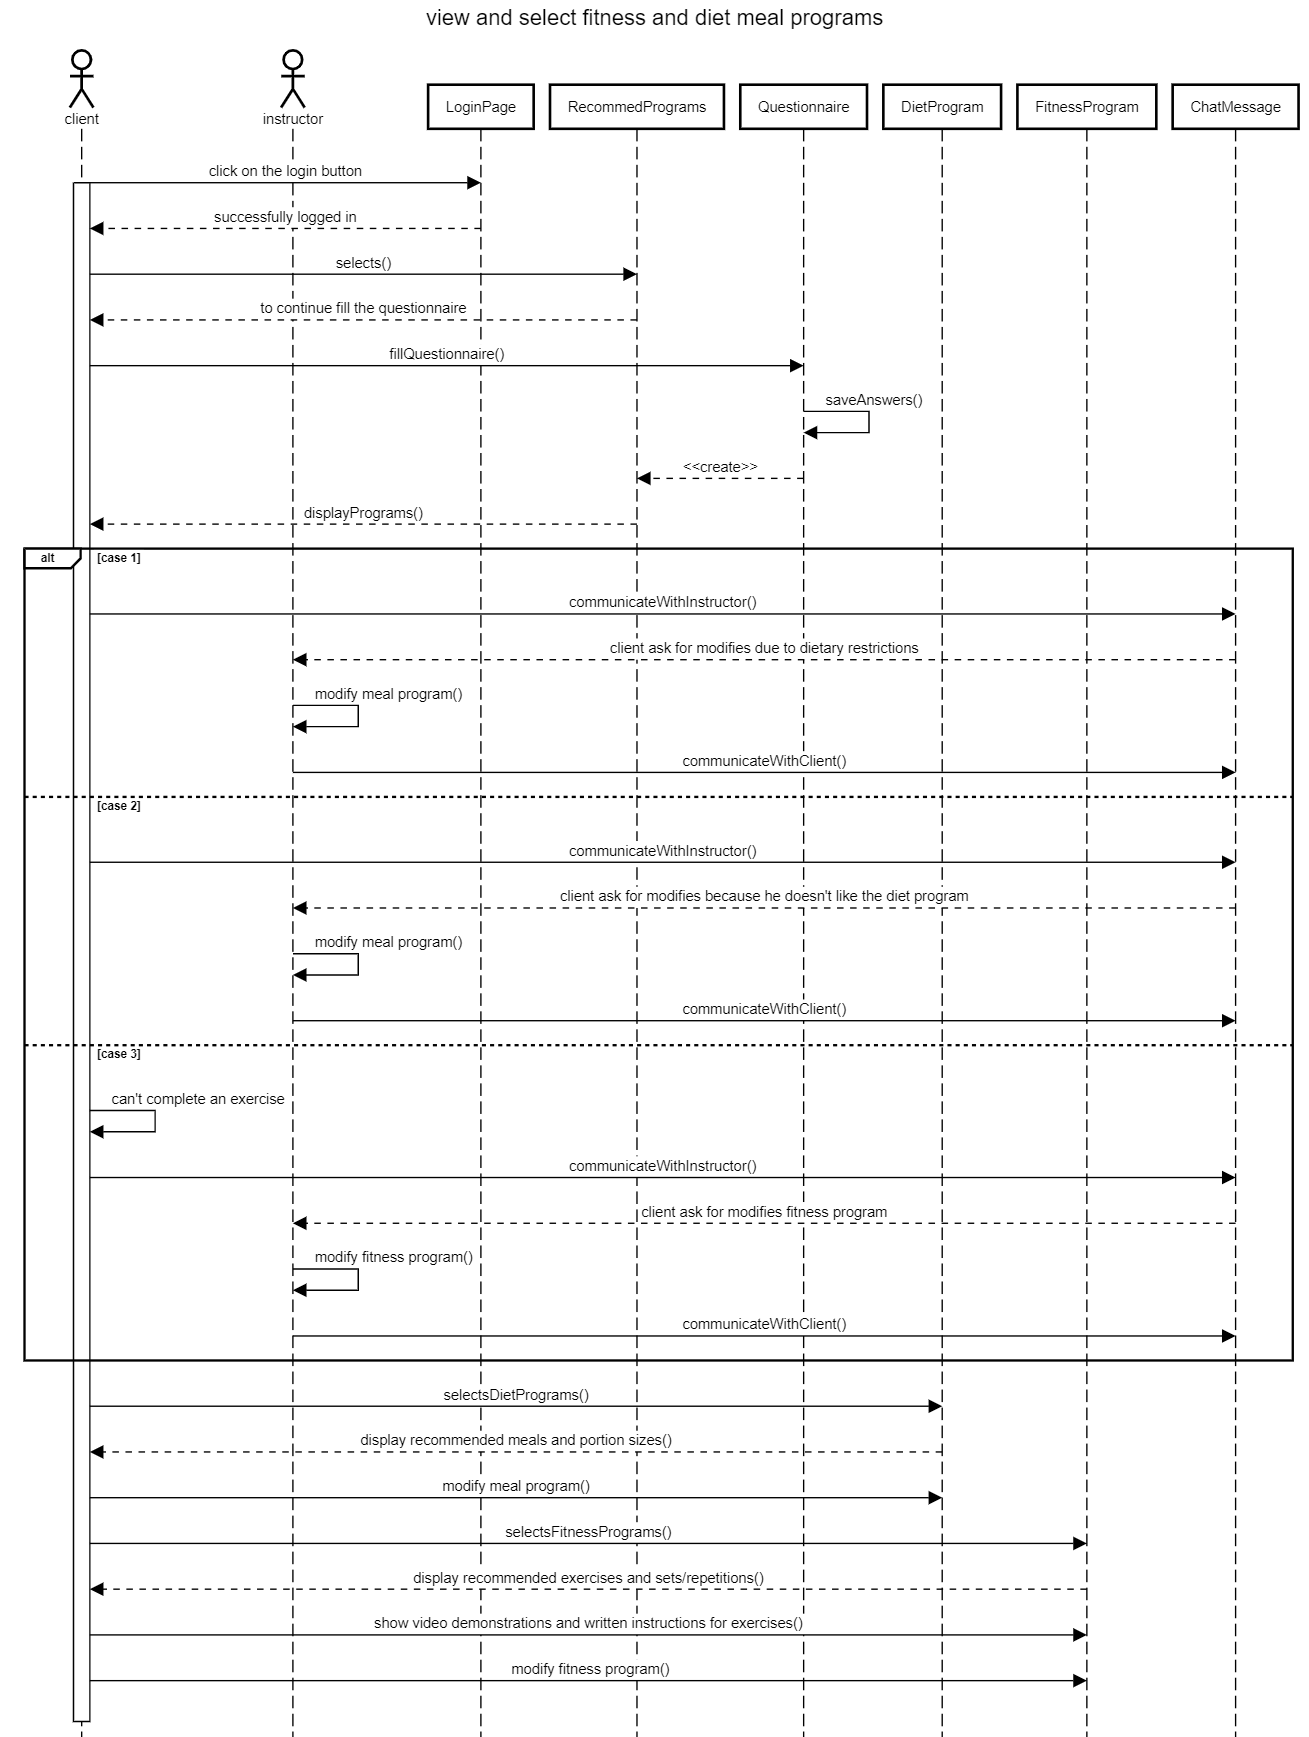 view and select fitness and diet meal programs
client
instructor
LoginPage
RecommedPrograms
Questionnaire
DietProgram
FitnessProgram
ChatMessage
click on the login button
successfully logged in
selects()
to continue fill the questionnaire
fillQuestionnaire()
saveAnswers()
<<create>>
displayPrograms()
alt
[case 1]
communicateWithInstructor()
client ask for modifies due to dietary restrictions
modify meal program()
communicateWithClient()
[case 2]
communicateWithInstructor()
client ask for modifies because he doesn't like the diet program
modify meal program()
communicateWithClient()
[case 3]
can't complete an exercise
communicateWithInstructor()
client ask for modifies fitness program
modify fitness program()
communicateWithClient()
selectsDietPrograms()
display recommended meals and portion sizes()
modify meal program()
selectsFitnessPrograms()
display recommended exercises and sets/repetitions()
show video demonstrations and written instructions for exercises()
modify fitness program()